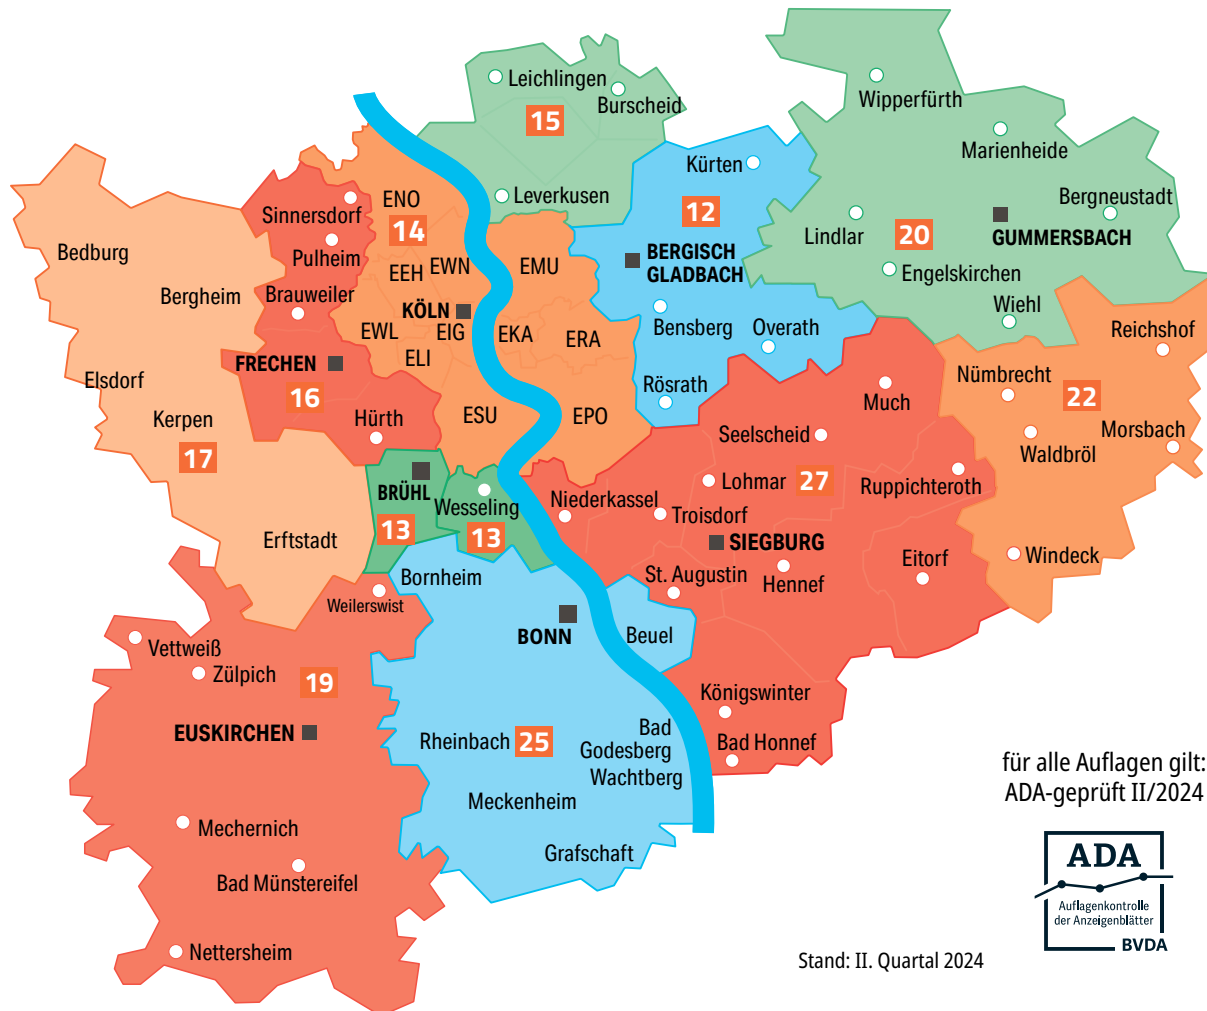 Leichlingen
Burscheid
15
Leverkusen
Wipperfürth
Marienheide
Bergneustadt
Lindlar
20
GUMMERSBACH
Engelskirchen
Wiehl
Kürten
12
BERGISCH
GLADBACH
Bensberg
Overath
Rösrath
Sinnersdorf
Pulheim
Brauweiler
FRECHEN
16
Hürth
ENO
14
EEH
EWN
EMU
KÖLN
EWL
EIG
EKA
ERA
ELI
ESU
EPO
Bedburg
Bergheim
Elsdorf
Kerpen
17
Erftstadt
BRÜHL
13
Wesseling
13
Reichshof
Nümbrecht
22
Morsbach
Waldbröl
Windeck
Much
Seelscheid
Lohmar
27
Ruppichteroth
Niederkassel
Troisdorf
SIEGBURG
St. Augustin
Hennef
Eitorf
Königswinter
Bad Honnef
Bornheim
BONN
Beuel
Rheinbach
25
Bad
Godesberg
Wachtberg
Meckenheim
Grafschaft
Weilerswist
Vettweiß
Zülpich
19
EUSKIRCHEN
Mechernich
Bad Münstereifel
Nettersheim
für alle Auflagen gilt:
ADA-geprüft II/2024
ADA
Auflagenkontrolle
der Anzeigenblätter
BVDA
Stand: II. Quartal 2024